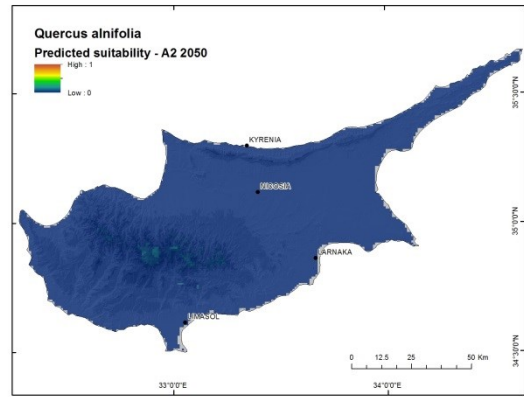 Quercus alnifolia
Predicted suitability - A2 2050
High : 1
Low : 0
KYRENIA
NICOSIA
LARNAKA
LIMASOL
35°30'0"N
35°0'0"N
34°30'0"N
0 12.5 25 50 Km
33°0'0"E
34°0'0"E